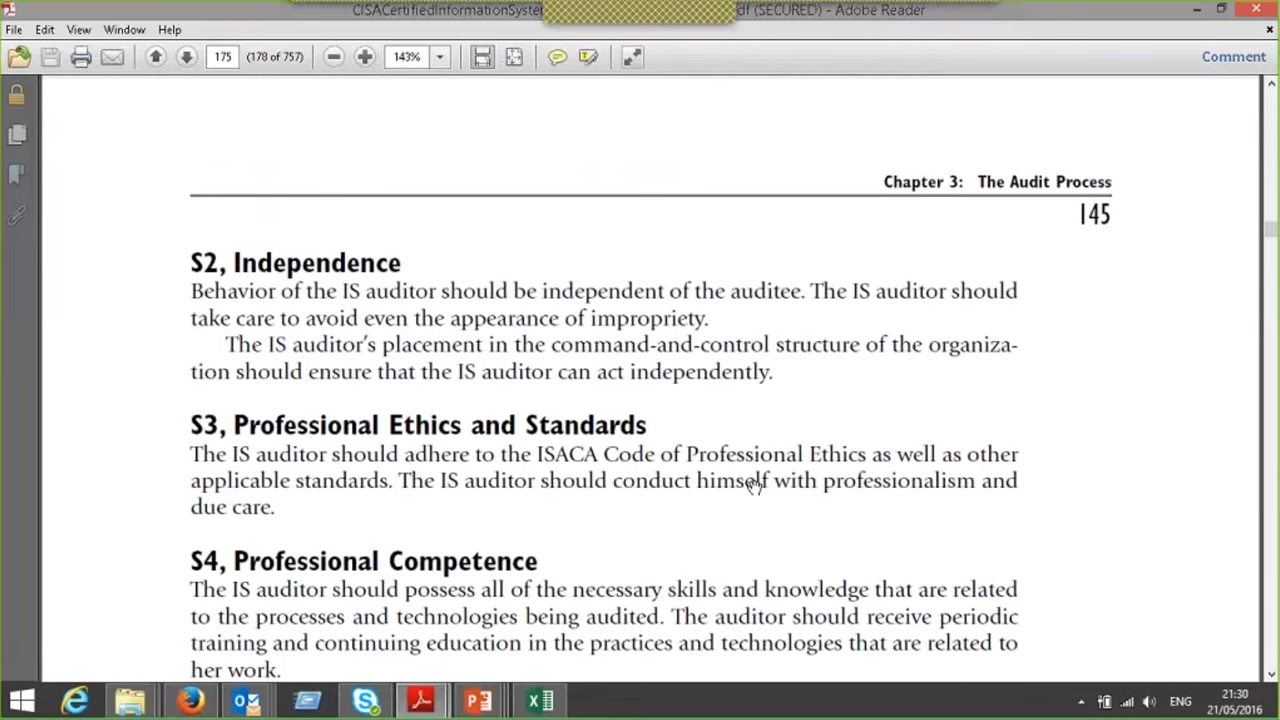 CISACertifiedInformationSystem df (SECURED) - Adobe Reader
File Edit View Window Help
175 (178 of 757) 143% Comment
Chapter 3: The Audit Process
145
S2, Independence
Behavior of the IS auditor should be independent of the auditee. The IS auditor should
take care to avoid even the appearance of impropriety.
The IS auditor's placement in the command-and-control structure of the organiza-
tion should ensure that the IS auditor can act independently.
S3, Professional Ethics and Standards
The IS auditor should adhere to the ISACA Code of Professional Ethics as well as other
applicable standards. The IS auditor should conduct himself with professionalism and
due care.
S4, Professional Competence
The IS auditor should possess all of the necessary skills and knowledge that are related
to the processes and technologies being audited. The auditor should receive periodic
training and continuing education in the practices and technologies that are related to
her work.
ENG 21:30
21/05/2016